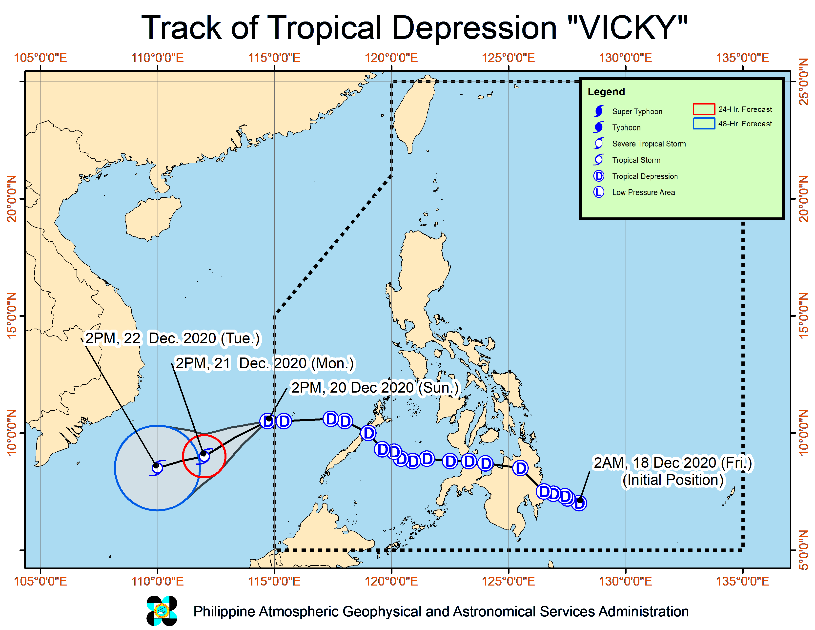 Track of Tropical Depression "VICKY"
105°0'0"E 110°0'0"E 115°0'0"E 120°0'0"E 125°0'0"E 130°0'0"E 135°0'0"E
25°0'0"N
20°0'0"N
15°0'0"N
10°0'0"N
5°0'0"N
Legend
Super Typhoon
Typhoon
Severe Tropical Storm
Tropical Storm
D Tropical Depression
L Low Pressure Area
24-Hr. Forecast
48-Hr. Forecast
20°0'0"N
15°0'0"N
10°0'0"N
2PM, 22 Dec. 2020 (Tue.)
2PM, 21 Dec. 2020 (Mon.)
2PM, 20 Dec 2020 (Sun.)
2AM, 18 Dec 2020 (Fri.)
(Initial Position)
D D D D D D D D D D D D D D D D D D D
105°0'0"E 110°0'0"E 115°0'0"E 120°0'0"E 125°0'0"E 130°0'0"E 135°0'0"E
Philippine Atmospheric Geophysical and Astronomical Services Administration